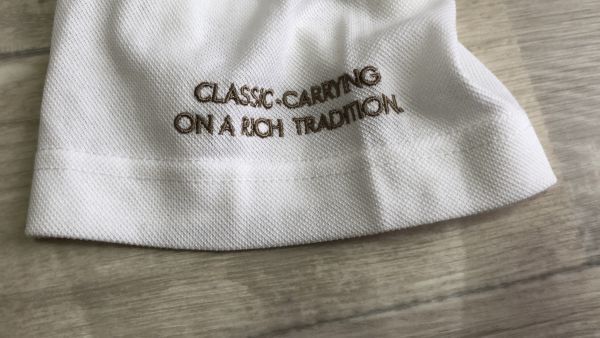 CLASSIC·CARRYING
ON A RICH TRADITION.